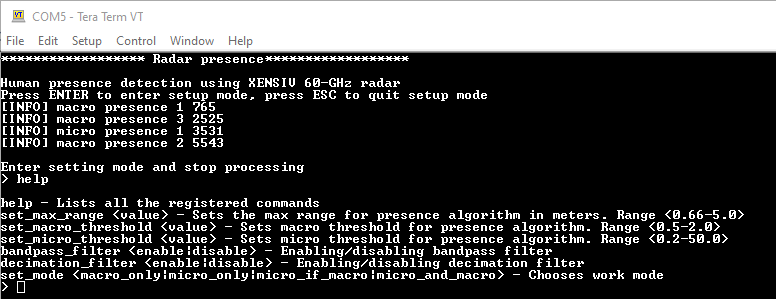 COM5 - Tera Term VT
File Edit Setup Control Window Help
****************** Radar presence******************
Human presence detection using XENSIV 60-GHz radar
Press ENTER to enter setup mode, press ESC to quit setup mode
[INFO] macro presence 1 765
[INFO] macro presence 3 2525
[INFO] micro presence 1 3531
[INFO] macro presence 2 5543
Enter setting mode and stop processing
> help
help - Lists all the registered commands
set_max_range <value> - Sets the max range for presence algorithm in meters. Range <0.66-5.0>
set_macro_threshold <value> - Sets macro threshold for presence algorithm. Range <0.5-2.0>
set_micro_threshold <value> - Sets micro threshold for presence algorithm. Range <0.2-50.0>
bandpass_filter <enable|disable> - Enabling/disabling bandpass filter
decimation_filter <enable|disable> - Enabling/disabling decimation filter
set_mode <macro_only|micro_only|micro_if_macro|micro_and_macro> - Chooses work mode
>